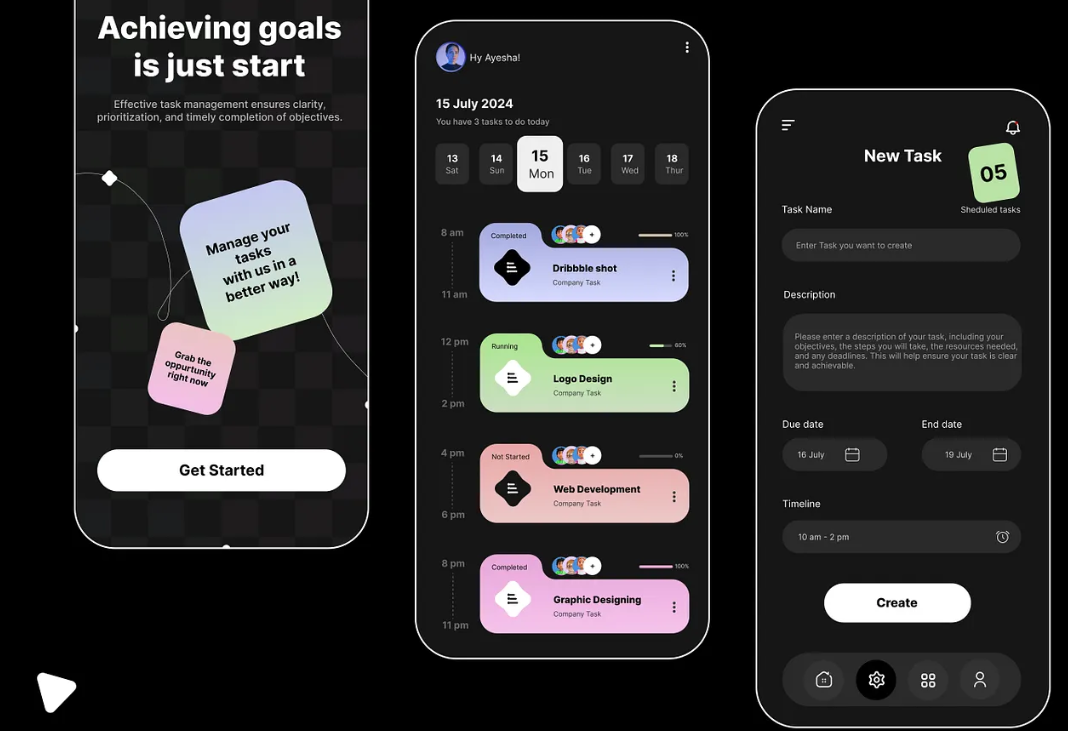 Achieving goals
is just start
Effective task management ensures clarity,
prioritization, and timely completion of objectives.
Manage your
tasks
with us in a
better way!
Grab the
oppurtunity
right now
Get Started
Hy Ayesha!
15 July 2024
You have 3 tasks to do today
13 14 15 16 17 18
Sat Sun Mon Tue Wed Thur
8 am
Completed
100%
Dribbble shot
Company Task
11 am
12 pm
Running
60%
Logo Design
Company Task
2 pm
4 pm
Not Started
0%
Web Development
Company Task
6 pm
8 pm
Completed
100%
Graphic Designing
Company Task
11 pm
New Task
05
Sheduled tasks
Task Name
Enter Task you want to create
Description
Please enter a description of your task, including your
objectives, the steps you will take, the resources needed,
and any deadlines. This will help ensure your task is clear
and achievable.
Due date End date
16 July 19 July
Timeline
10 am - 2 pm
Create